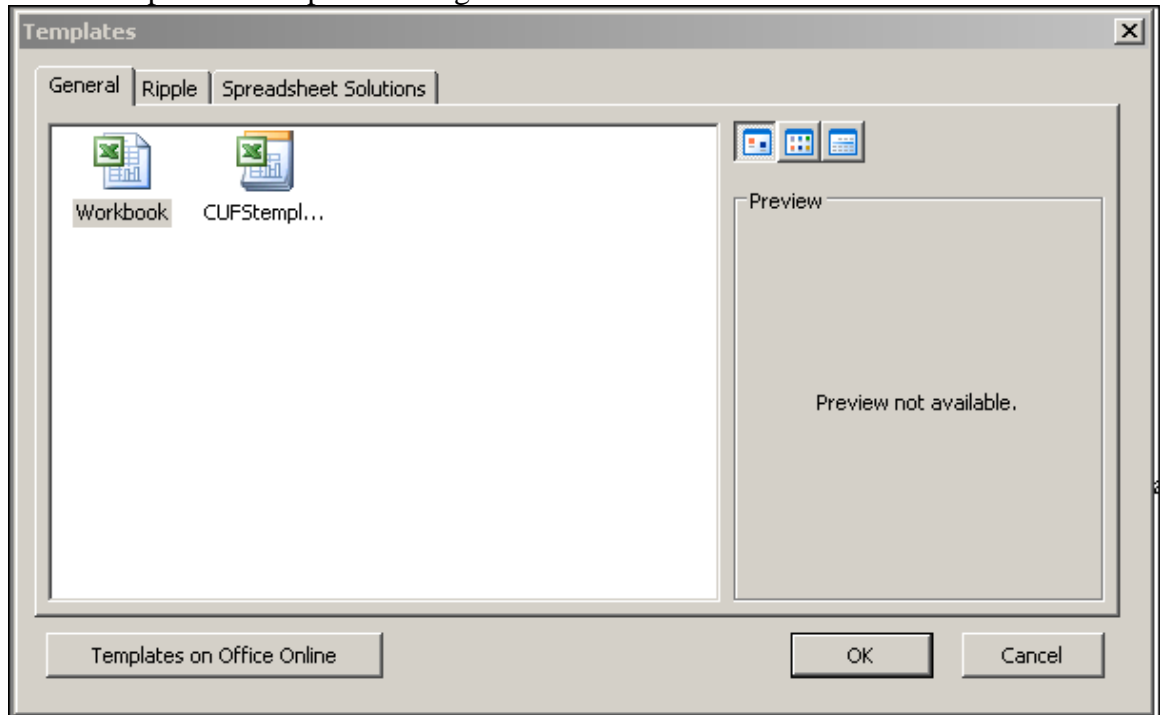 Templates
General Ripple Spreadsheet Solutions
Workbook CUFStempl...
Preview
Preview not available.
Templates on Office Online OK Cancel